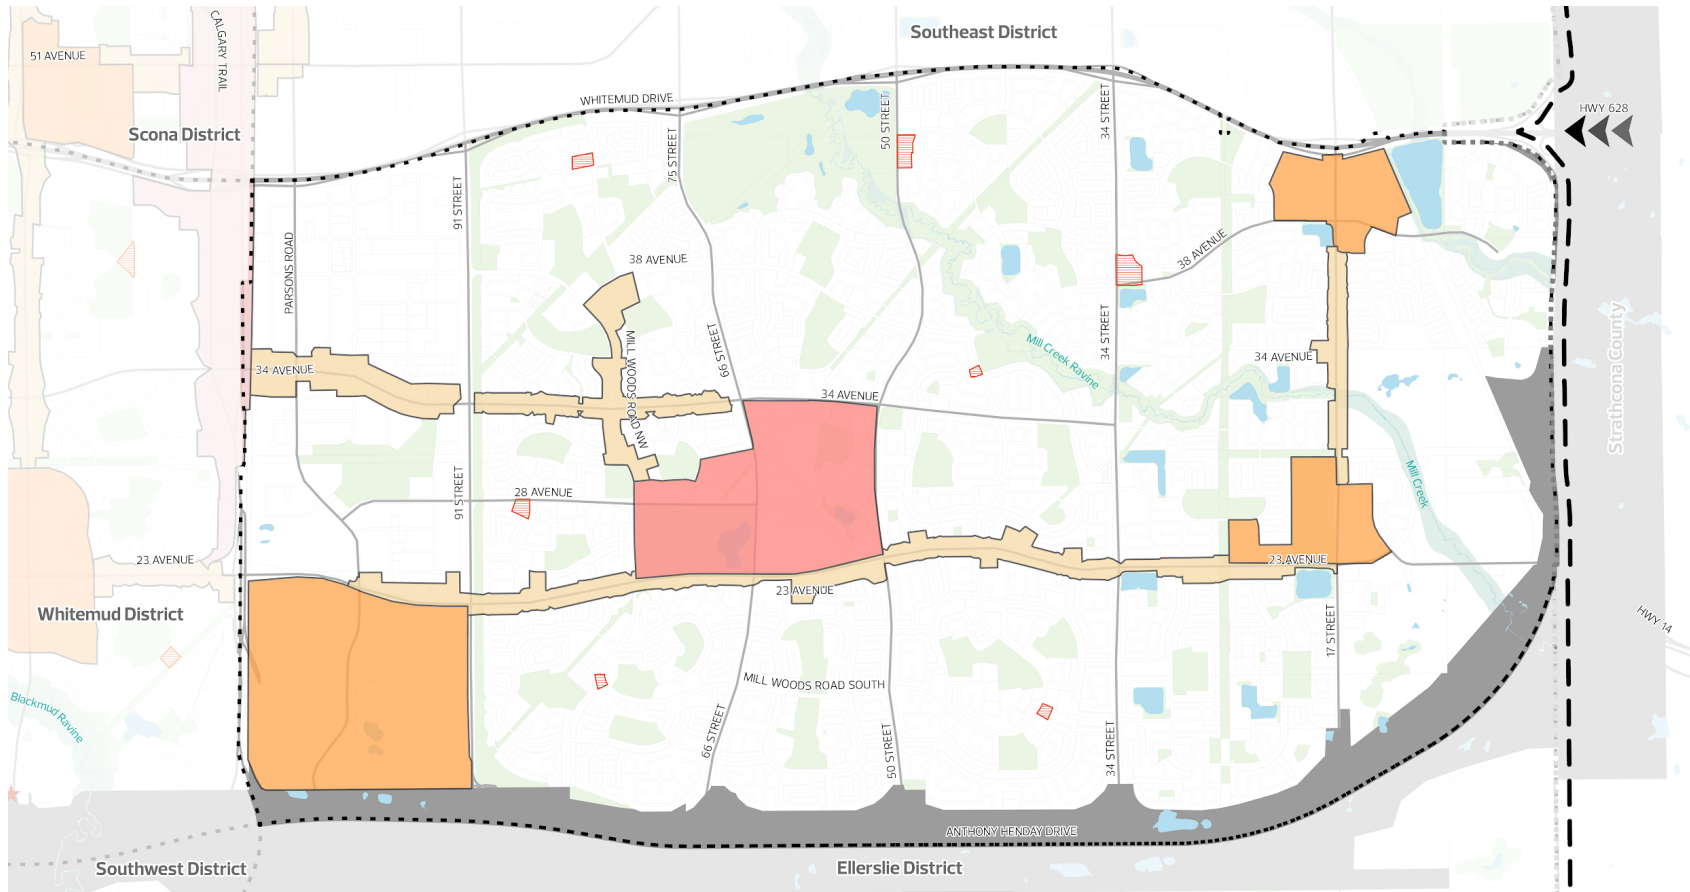 CALGARY TRAIL
Southeast District
51 AVENUE
WHITEMUD DRIVE
50 STREET
34 STREET
HWY 628
Scona District
75 STREET
91 STREET
PARSONS ROAD
38 AVENUE
38 AVENUE
66 STREET
34 STREET
Mill Creek Ravine
34 AVENUE
34 AVENUE
34 AVENUE
MILL WOODS ROAD NW
Strathcona County
91 STREET
28 AVENUE
Mill Creek
23 AVENUE
23 AVENUE
23 AVENUE
Whitemud District
17 STREET
HWY 14
MILL WOODS ROAD SOUTH
Blackmud Ravine
66 STREET
50 STREET
34 STREET
ANTHONY HENDAY DRIVE
Southwest District
Ellerslie District